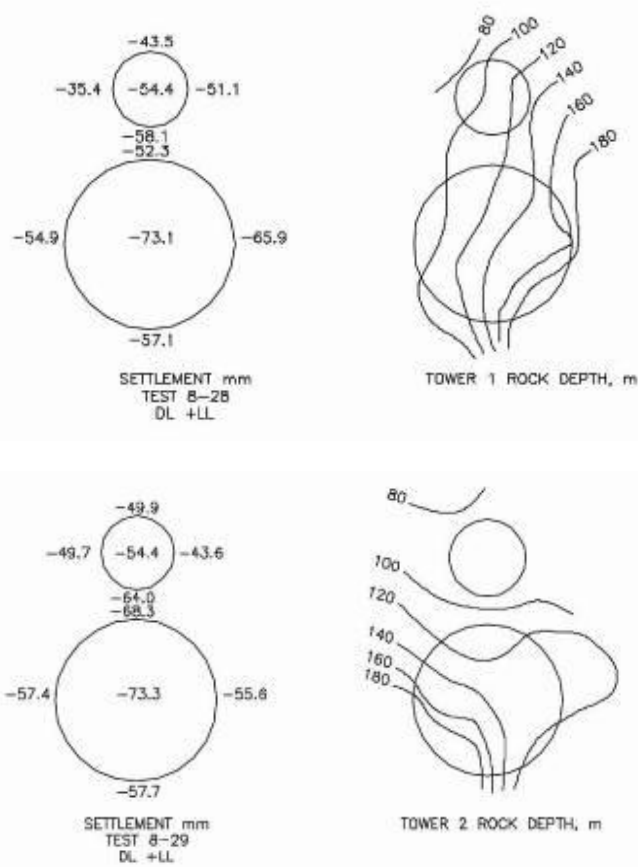 -43.5
-35.4 -54.4 -51.1
-58.1
-52.3
-54.9 -73.1 -65.9
-57.1
SETTLEMENT mm
TEST 8-28
DL +LL
80 100 120 140 160 180
TOWER 1 ROCK DEPTH, m
-49.9
-49.7 -54.4 -43.6
-64.0
-68.3
-57.4 -73.3 -55.6
-57.7
SETTLEMENT mm
TEST 8-29
DL +LL
80
100
120
140
160
180
TOWER 2 ROCK DEPTH, m